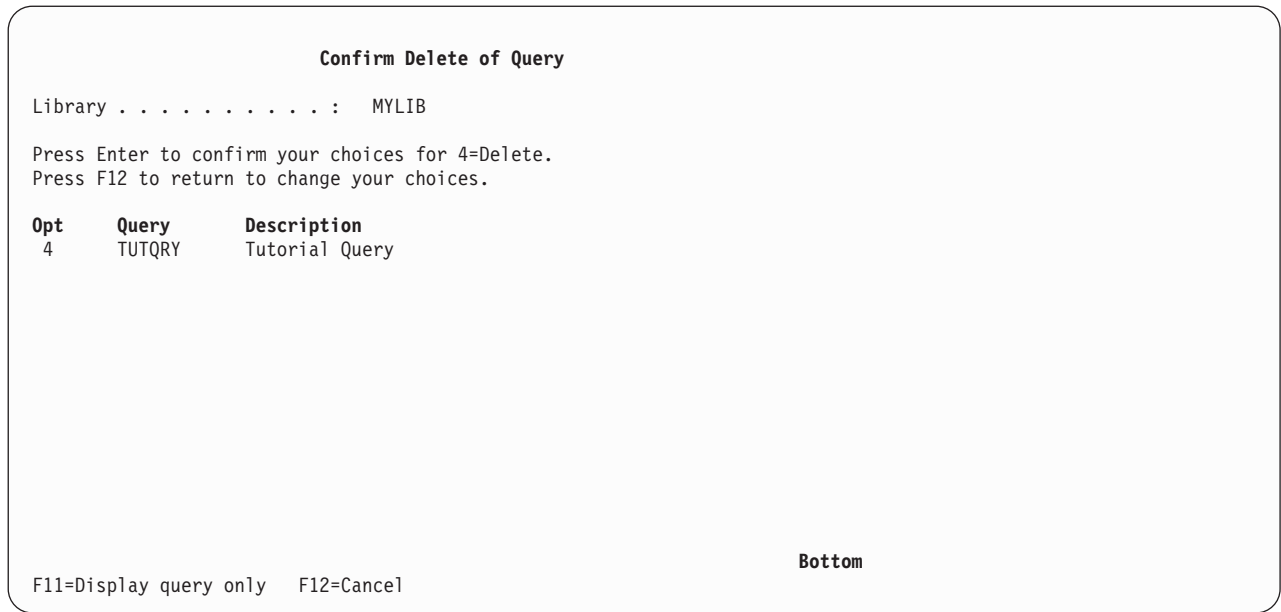 Confirm Delete of Query
Library . . . . . . . . . . : MYLIB
Press Enter to confirm your choices for 4=Delete.
Press F12 to return to change your choices.
Opt Query Description
4 TUTQRY Tutorial Query
Bottom
F11=Display query only F12=Cancel